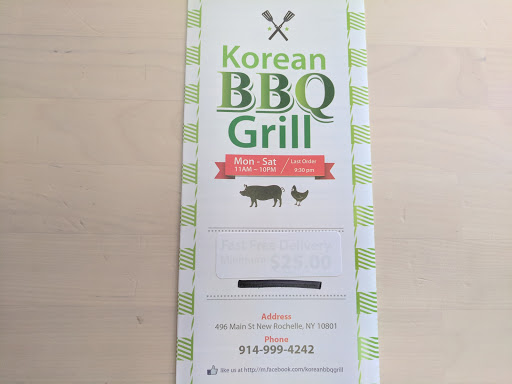 Korean
BBQ
Grill
Mon - Sat
11AM – 10PM
Last Order
9:30 pm
Fast Free Delivery
Minimum $25.00
Address
496 Main St New Rochelle, NY 10801
Phone
914-999-4242
like us at http://m.facebook.com/koreanbbqgrill